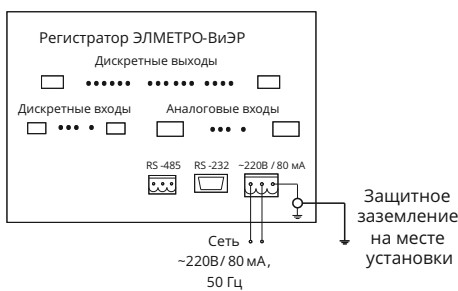 Регистратор ЭЛМЕТРО-ВиЭР
Дискретные выходы
Дискретные входы
Аналоговые входы
RS -485
RS -232
~220В / 80 мА
Защитное
заземление
на месте
установки
Сеть
~220В/ 80 мА,
50 Гц